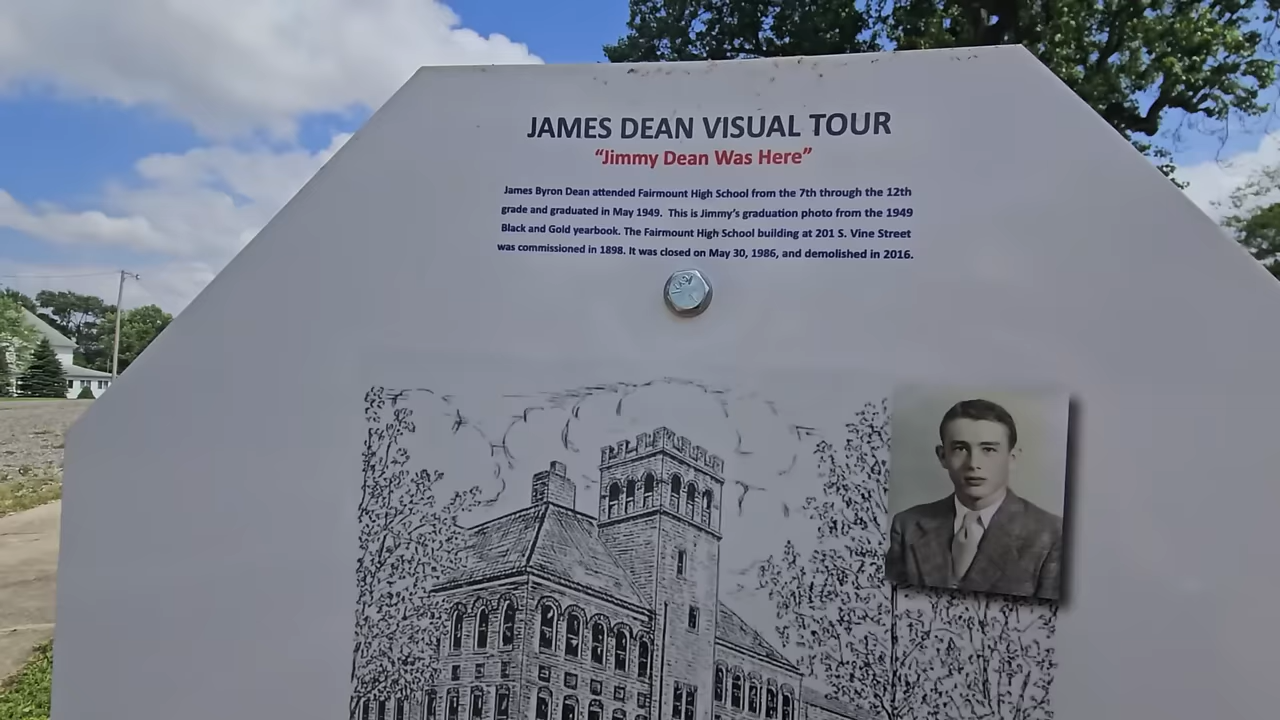 JAMES DEAN VISUAL TOUR
“Jimmy Dean Was Here”
James Byron Dean attended Fairmount High School from the 7th through the 12th
grade and graduated in May 1949. This is Jimmy’s graduation photo from the 1949
Black and Gold yearbook. The Fairmount High School building at 201 S. Vine Street
was commissioned in 1898. It was closed on May 30, 1986, and demolished in 2016.